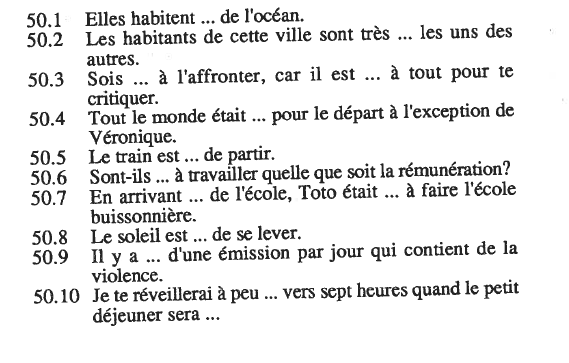 50.1 Elles habitent ... de l'océan.
50.2 Les habitants de cette ville sont très ... les uns des
autres.
50.3 Sois ... à l'affronter, car il est ... à tout pour te
critiquer.
50.4 Tout le monde était ... pour le départ à l'exception de
Véronique.
50.5 Le train est ... de partir.
50.6 Sont-ils ... à travailler quelle que soit la rémunération?
50.7 En arrivant ... de l'école, Toto était ... à faire l'école
buissonnière.
50.8 Le soleil est ... de se lever.
50.9 Il y a ... d'une émission par jour qui contient de la
violence.
50.10 Je te réveillerai à peu ... vers sept heures quand le petit
déjeuner sera ...